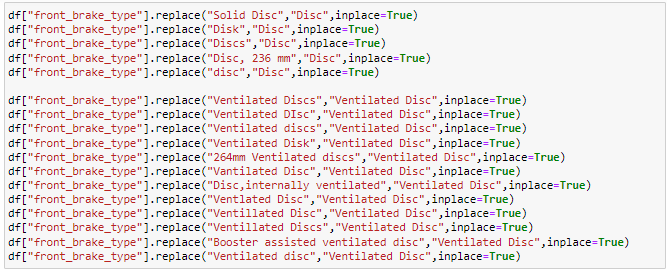 df["front_brake_type"].replace("Solid Disc","Disc",inplace=True)
df["front_brake_type"].replace("Disk","Disc",inplace=True)
df["front_brake_type"].replace("Discs","Disc",inplace=True)
df["front_brake_type"].replace("Disc, 236 mm","Disc",inplace=True)
df["front_brake_type"].replace("disc","Disc",inplace=True)
df["front_brake_type"].replace("Ventilated Discs","Ventilated Disc",inplace=True)
df["front_brake_type"].replace("Ventilated DIsc","Ventilated Disc",inplace=True)
df["front_brake_type"].replace("Ventilated discs","Ventilated Disc",inplace=True)
df["front_brake_type"].replace("Ventilated Disk","Ventilated Disc",inplace=True)
df["front_brake_type"].replace("264mm Ventilated discs","Ventilated Disc",inplace=True)
df["front_brake_type"].replace("Vantilated Disc","Ventilated Disc",inplace=True)
df["front_brake_type"].replace("Disc,internally ventilated","Ventilated Disc",inplace=True)
df["front_brake_type"].replace("Ventlated Disc","Ventilated Disc",inplace=True)
df["front_brake_type"].replace("Ventillated Disc","Ventilated Disc",inplace=True)
df["front_brake_type"].replace("Ventillated Discs","Ventilated Disc",inplace=True)
df["front_brake_type"].replace("Booster assisted ventilated disc","Ventilated Disc",inplace=True)
df["front_brake_type"].replace("Ventilated disc","Ventilated Disc",inplace=True)